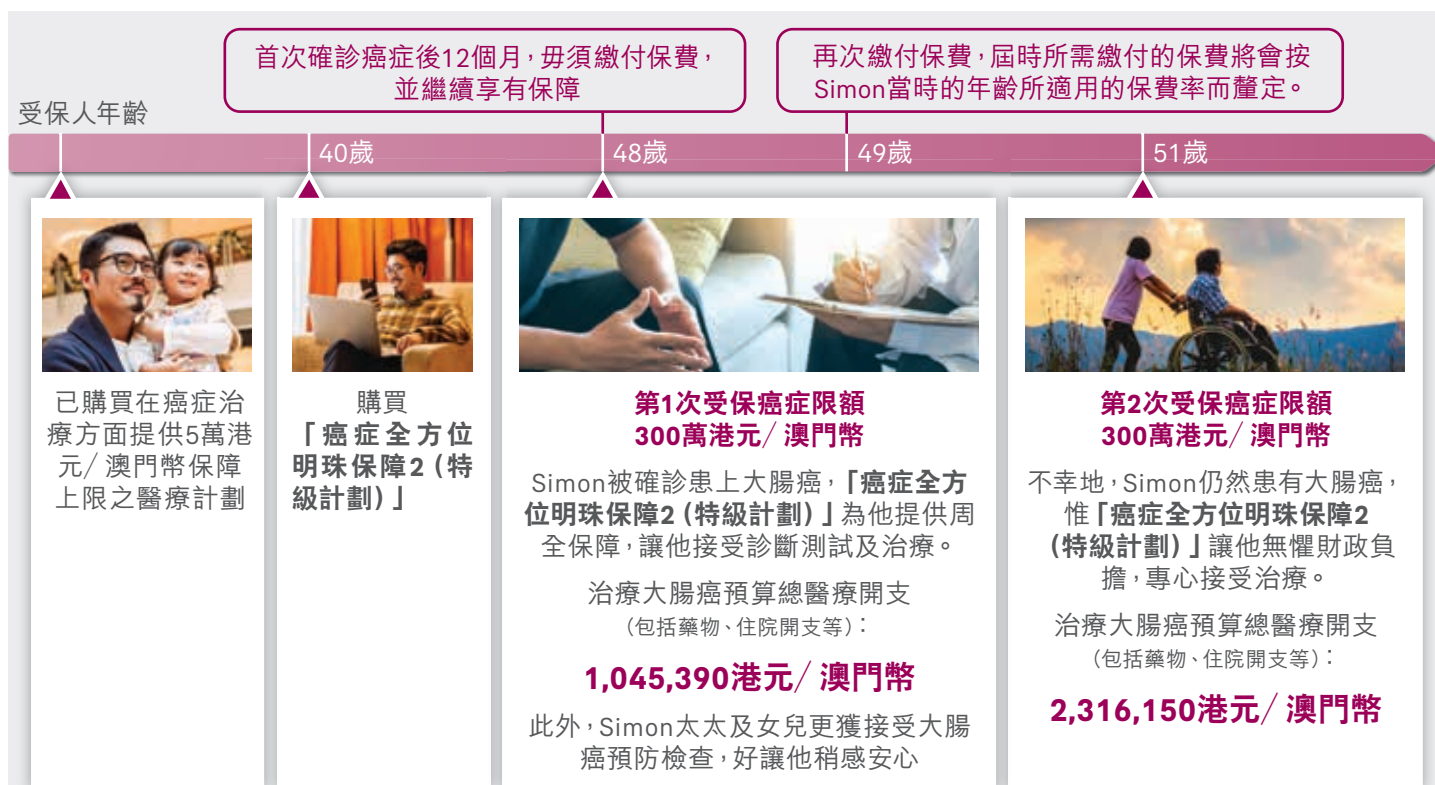 首次確診癌症後12個月，毋須繳付保費，
並繼續享有保障
再次繳付保費，屆時所需繳付的保費將會按
Simon當時的年齡所適用的保費率而釐定。
受保人年齡
40歲
48歲
49歲
51歲
已購買在癌症治
療方面提供5萬港
元/ 澳門幣保障
上限之醫療計劃
購買
「癌症全方位
明珠保障2（特
級計劃）」
第1次受保癌症限額
300萬港元/ 澳門幣
Simon被確診患上大腸癌，「癌症全方
位明珠保障2（特級計劃）」為他提供周
全保障，讓他接受診斷測試及治療。
治療大腸癌預算總醫療開支
（包括藥物、住院開支等）：
1,045,390港元/ 澳門幣
此外，Simon太太及女兒更獲接受大腸
癌預防檢查，好讓他稍感安心
第2次受保癌症限額
300萬港元/ 澳門幣
不幸地，Simon仍然患有大腸癌，
惟「癌症全方位明珠保障2
（特級計劃）」讓他無懼財政負
擔，專心接受治療。
治療大腸癌預算總醫療開支
（包括藥物、住院開支等）：
2,316,150港元/ 澳門幣